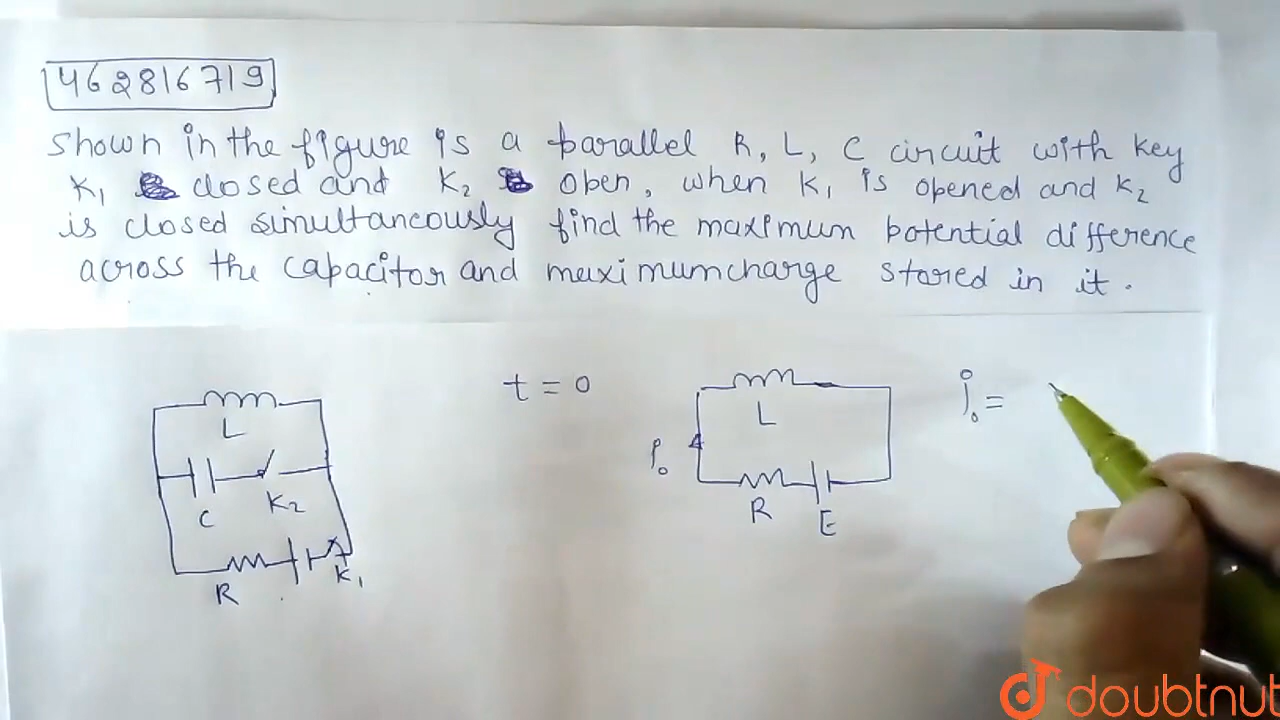 462816719
Shown in the figure is a parallel R, L, C circuit with key
K₁ closed and K₂ open, when K₁ is opened and K₂
is closed simultaneously find the maximum potential difference
across the capacitor and maximum charge stored in it.
L
C
K₂
R
K₁
t = 0
L
i₀
R
E
i₀ =
doubtnut